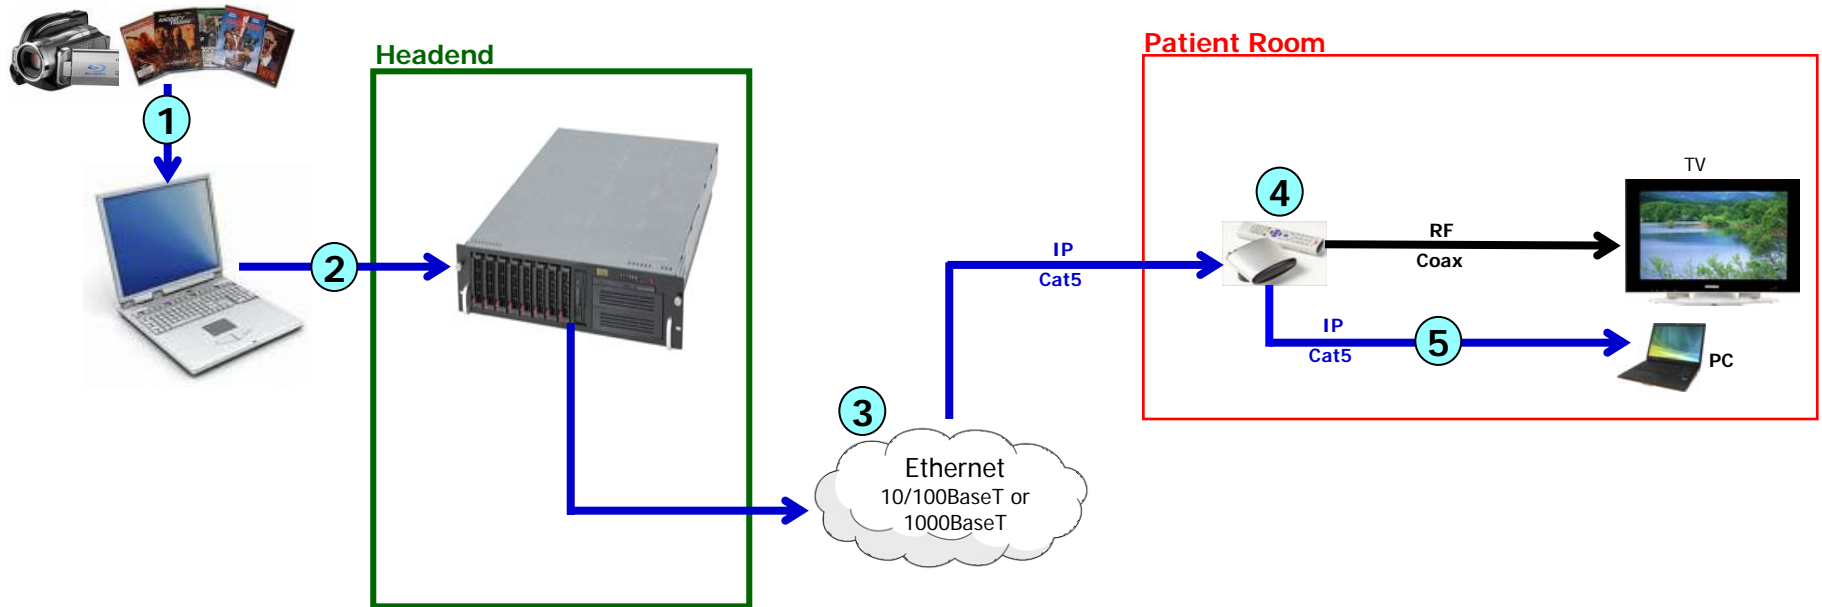 Headend
Patient Room
1
2
3
Ethernet
10/100BaseT or
1000BaseT
IP
Cat5
4
RF
Coax
TV
IP
Cat5
5
PC